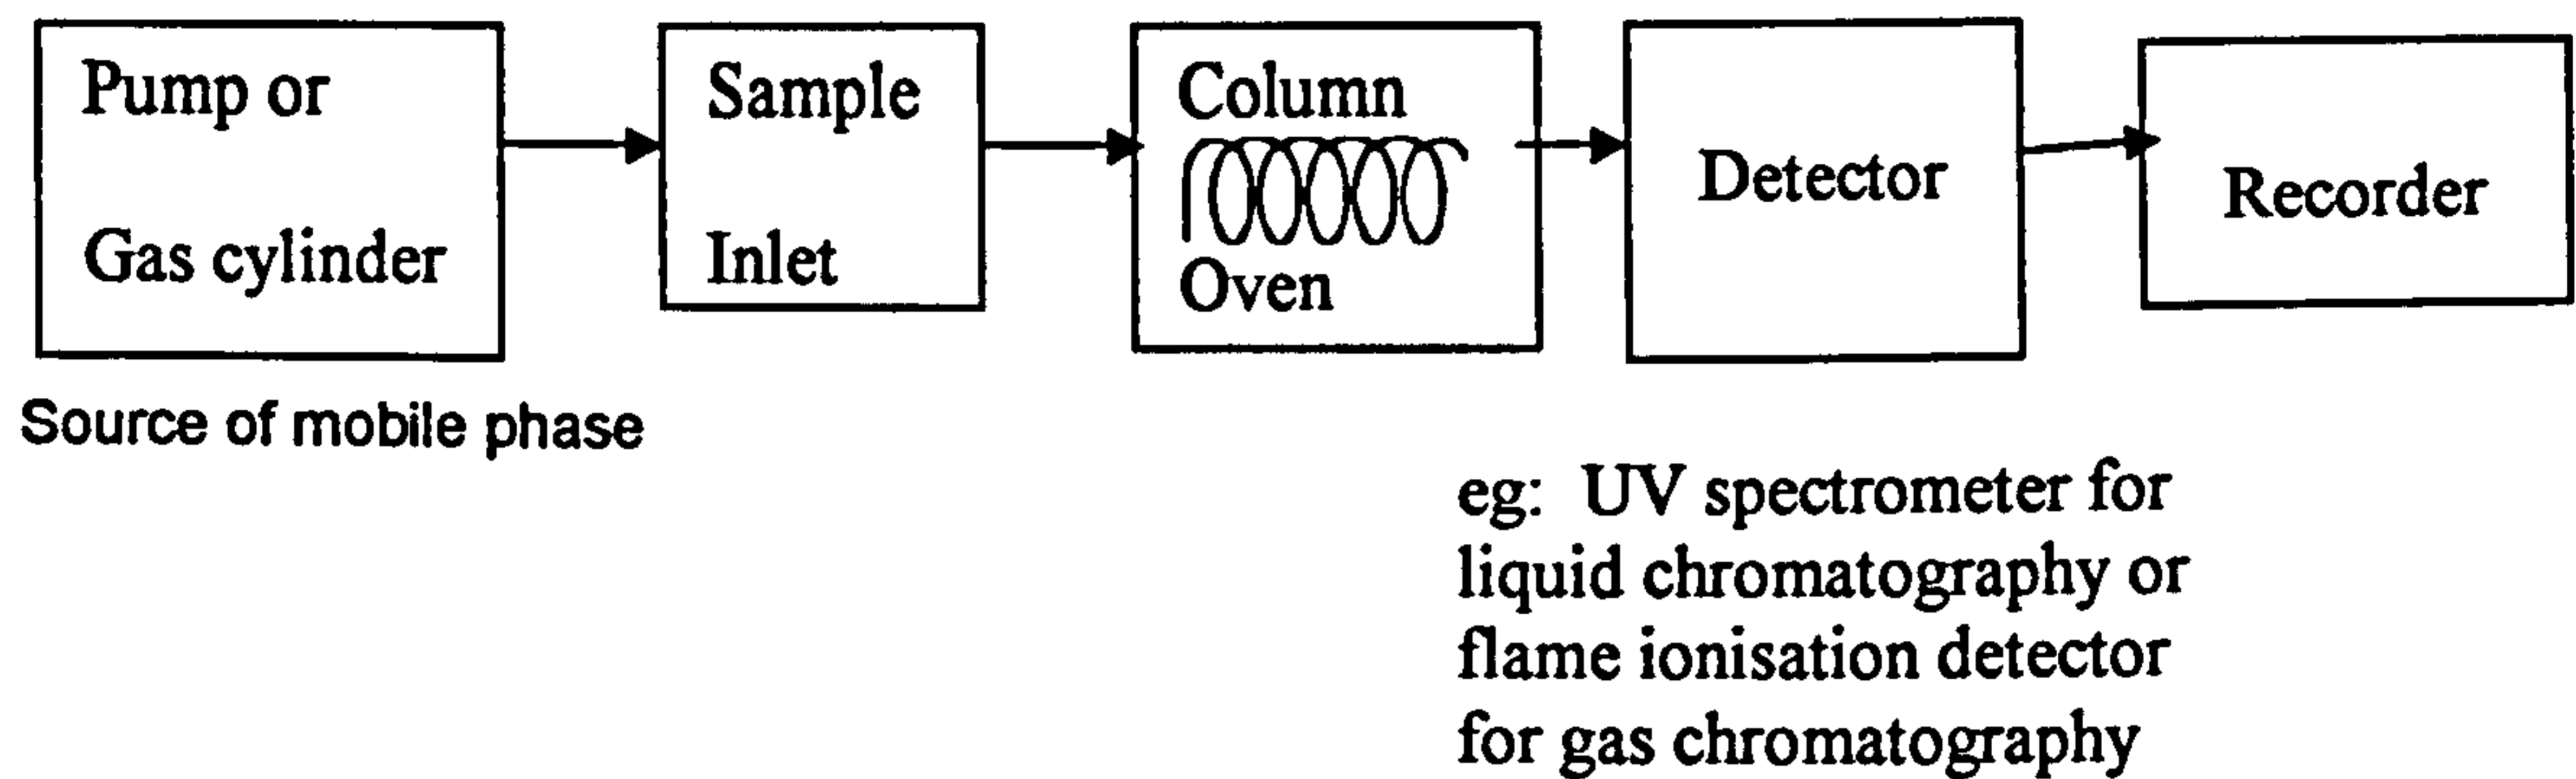 Pump or
Gas cylinder
Sample
Inlet
Column
Oven
Detector
Recorder
Source of mobile phase
eg: UV spectrometer for
liquid chromatography or
flame ionisation detector
for gas chromatography